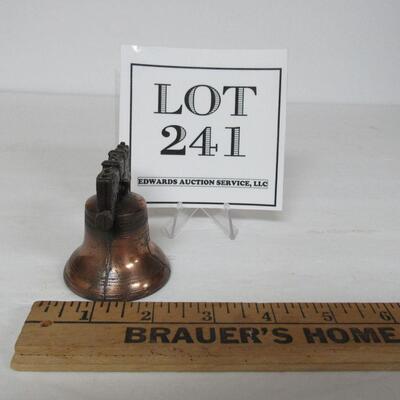 LOT
241
EDWARDS AUCTION SERVICE, LLC
1 2 3 4 5 6
BRAUER'S HOME